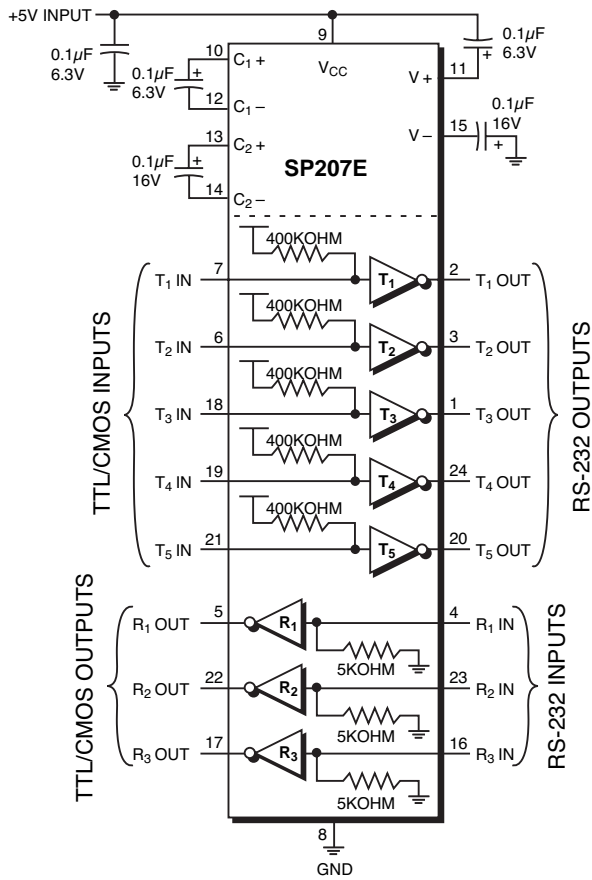 +5V INPUT
0.1µF
6.3V
9
VCC
0.1µF
6.3V
+
10
C1+
0.1µF
6.3V
+
12
C1−
11
V+
+
0.1µF
16V
15
V−
+
13
C2+
0.1µF
16V
+
14
C2−
SP207E
400KOHM
T1 IN
7
T1
2
T1 OUT
400KOHM
T2 IN
6
T2
3
T2 OUT
400KOHM
T3 IN
18
T3
1
T3 OUT
400KOHM
T4 IN
19
T4
24
T4 OUT
400KOHM
T5 IN
21
T5
20
T5 OUT
TTL/CMOS INPUTS
RS-232 OUTPUTS
R1 OUT
5
R1
4
R1 IN
5KOHM
R2 OUT
22
R2
23
R2 IN
5KOHM
R3 OUT
17
R3
16
R3 IN
5KOHM
TTL/CMOS OUTPUTS
RS-232 INPUTS
8
GND